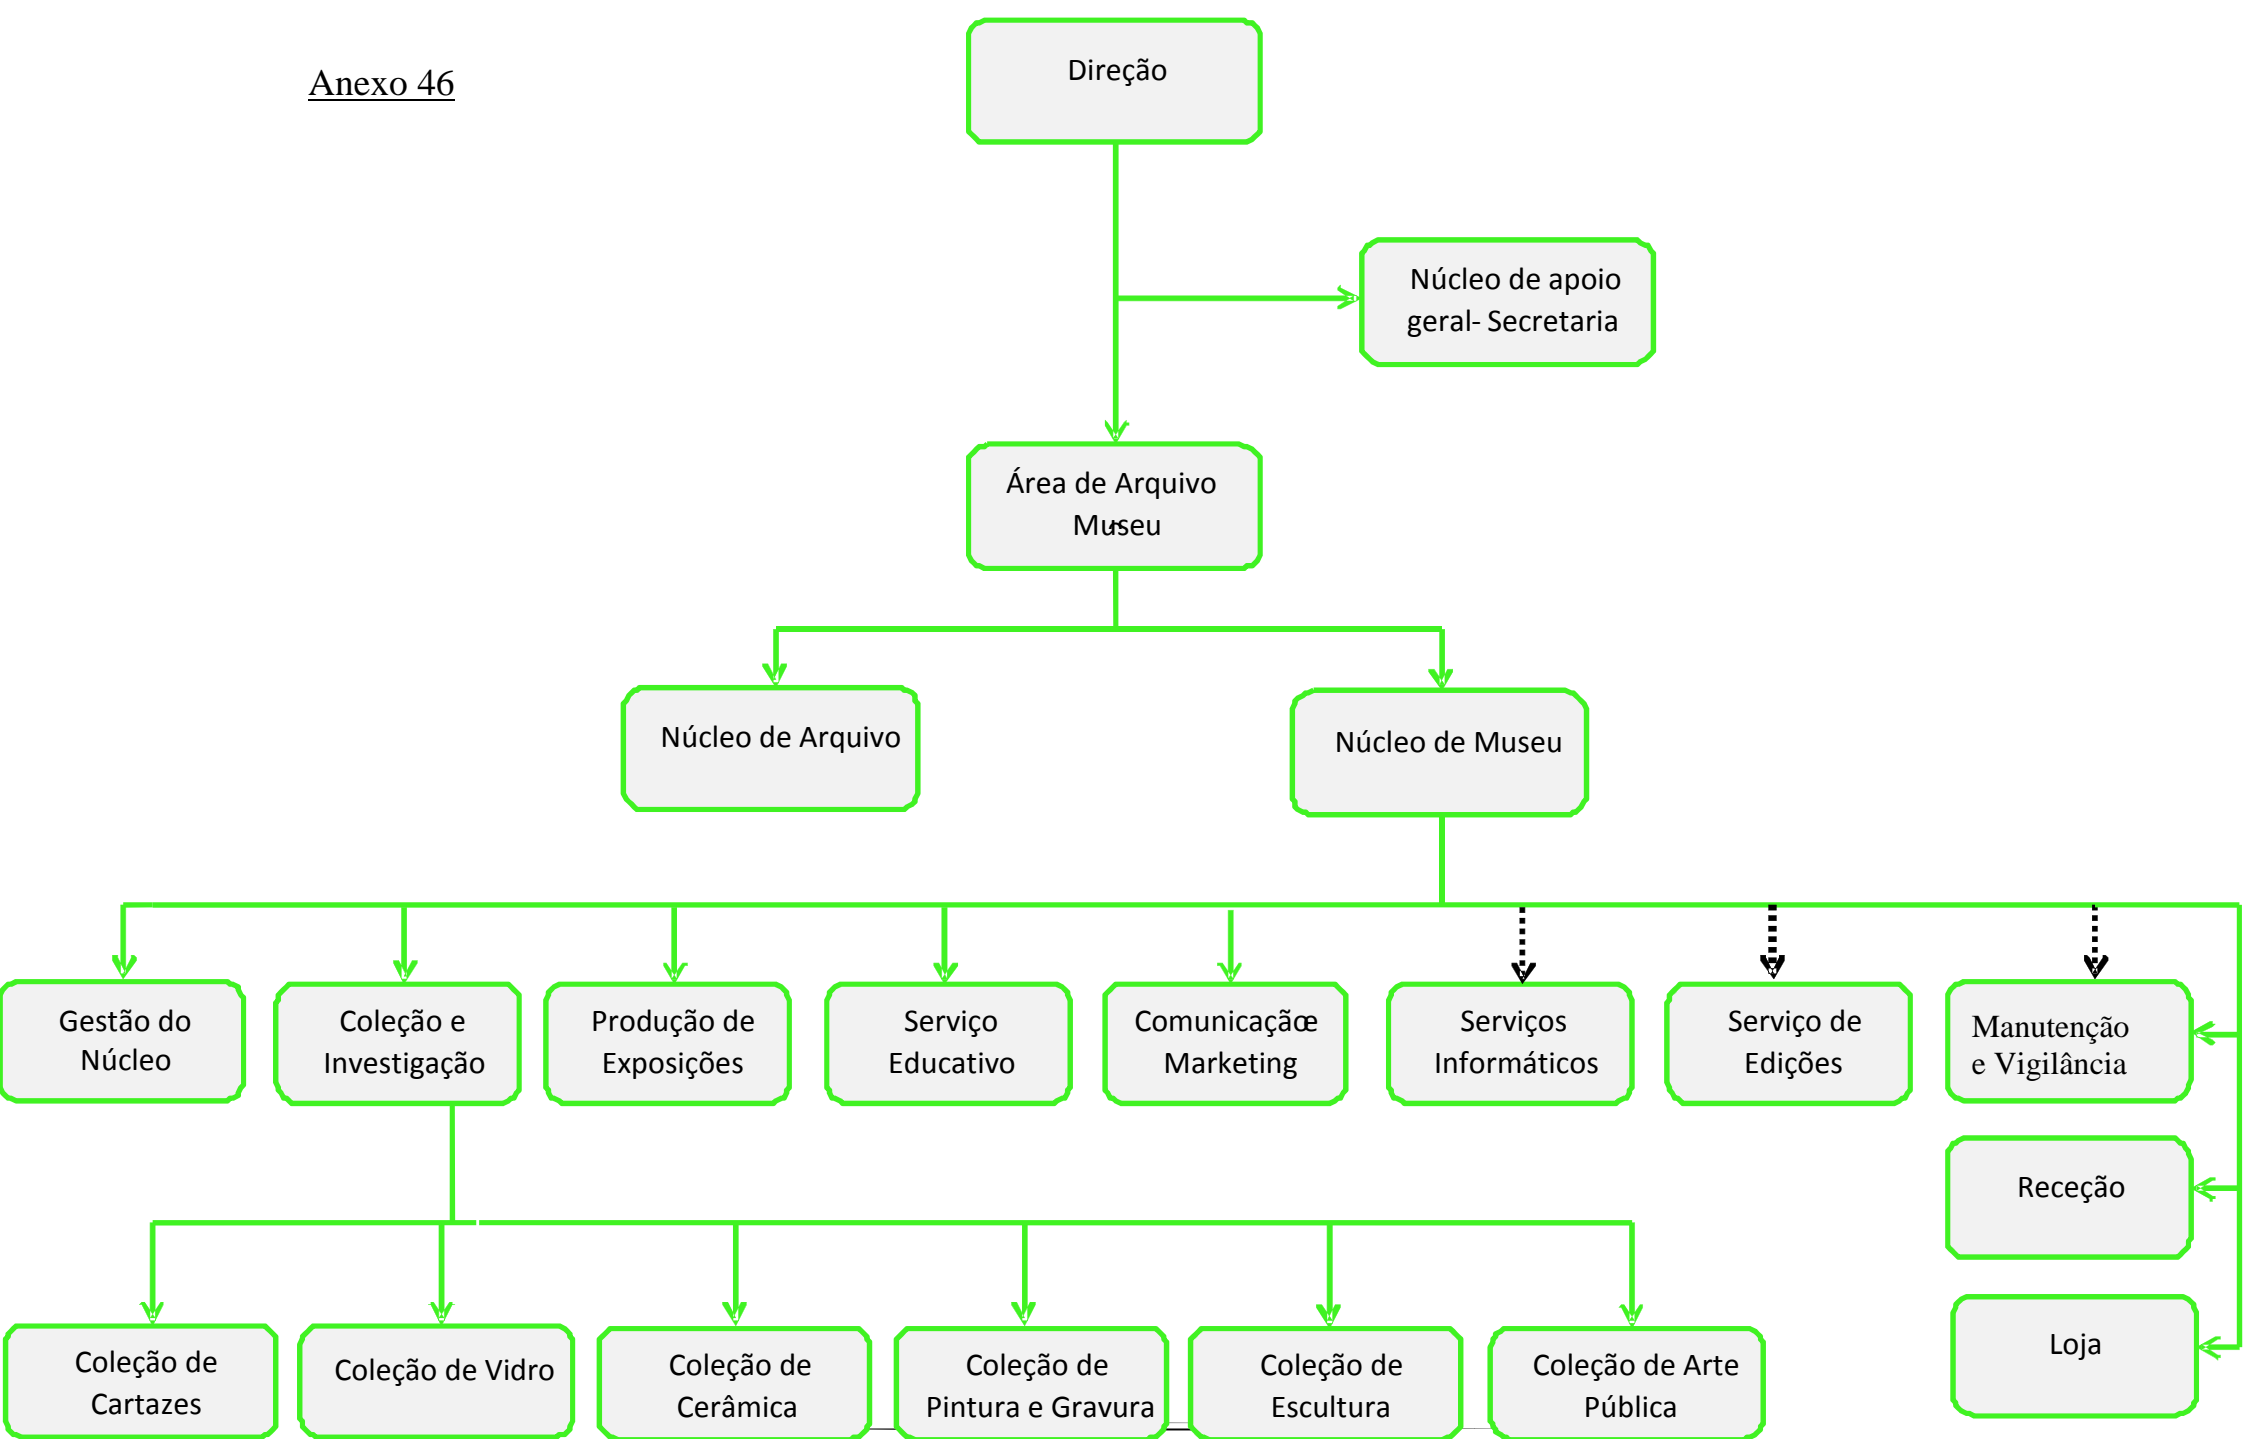 Anexo 46
Direção
Núcleo de apoio
geral- Secretaria
Área de Arquivo
Museu
Núcleo de Arquivo
Núcleo de Museu
Gestão do
Núcleo
Coleção e
Investigação
Produção de
Exposições
Serviço
Educativo
Comunicação e
Marketing
Serviços
Informáticos
Serviço de
Edições
Manutenção
e Vigilância
Receção
Loja
Coleção de
Cartazes
Coleção de Vidro
Coleção de
Cerâmica
Coleção de
Pintura e Gravura
Coleção de
Escultura
Coleção de Arte
Pública